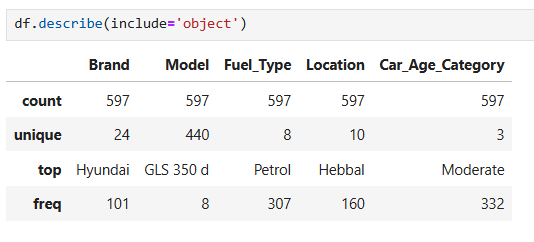 df.describe(include='object')
Brand Model Fuel_Type Location Car_Age_Category
count 597 597 597 597 597
unique 24 440 8 10 3
top Hyundai GLS 350 d Petrol Hebbal Moderate
freq 101 8 307 160 332